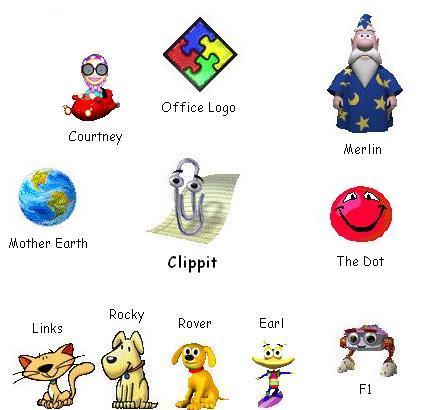 Courtney
Office Logo
Merlin
Mother Earth
Clippit
The Dot
Links
Rocky
Rover
Earl
F1